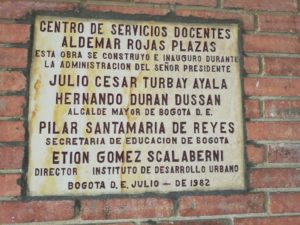 CENTRO DE SERVICIOS DOCENTES
ALDEMAR ROJAS PLAZAS
ESTA OBRA SE CONSTRUYO E INAUGURO DURANTE
LA ADMINISTRACION DEL SEÑOR PRESIDENTE
JULIO CESAR TURBAY AYALA
HERNANDO DURAN DUSSAN
ALCALDE MAYOR DE BOGOTA D.E.
PILAR SANTAMARIA DE REYES
SECRETARIA DE EDUCACION DE BOGOTA
ETION GOMEZ SCALABERNI
DIRECTOR INSTITUTO DE DESARROLLO URBANO
BOGOTA D.E. JULIO — DE 1982